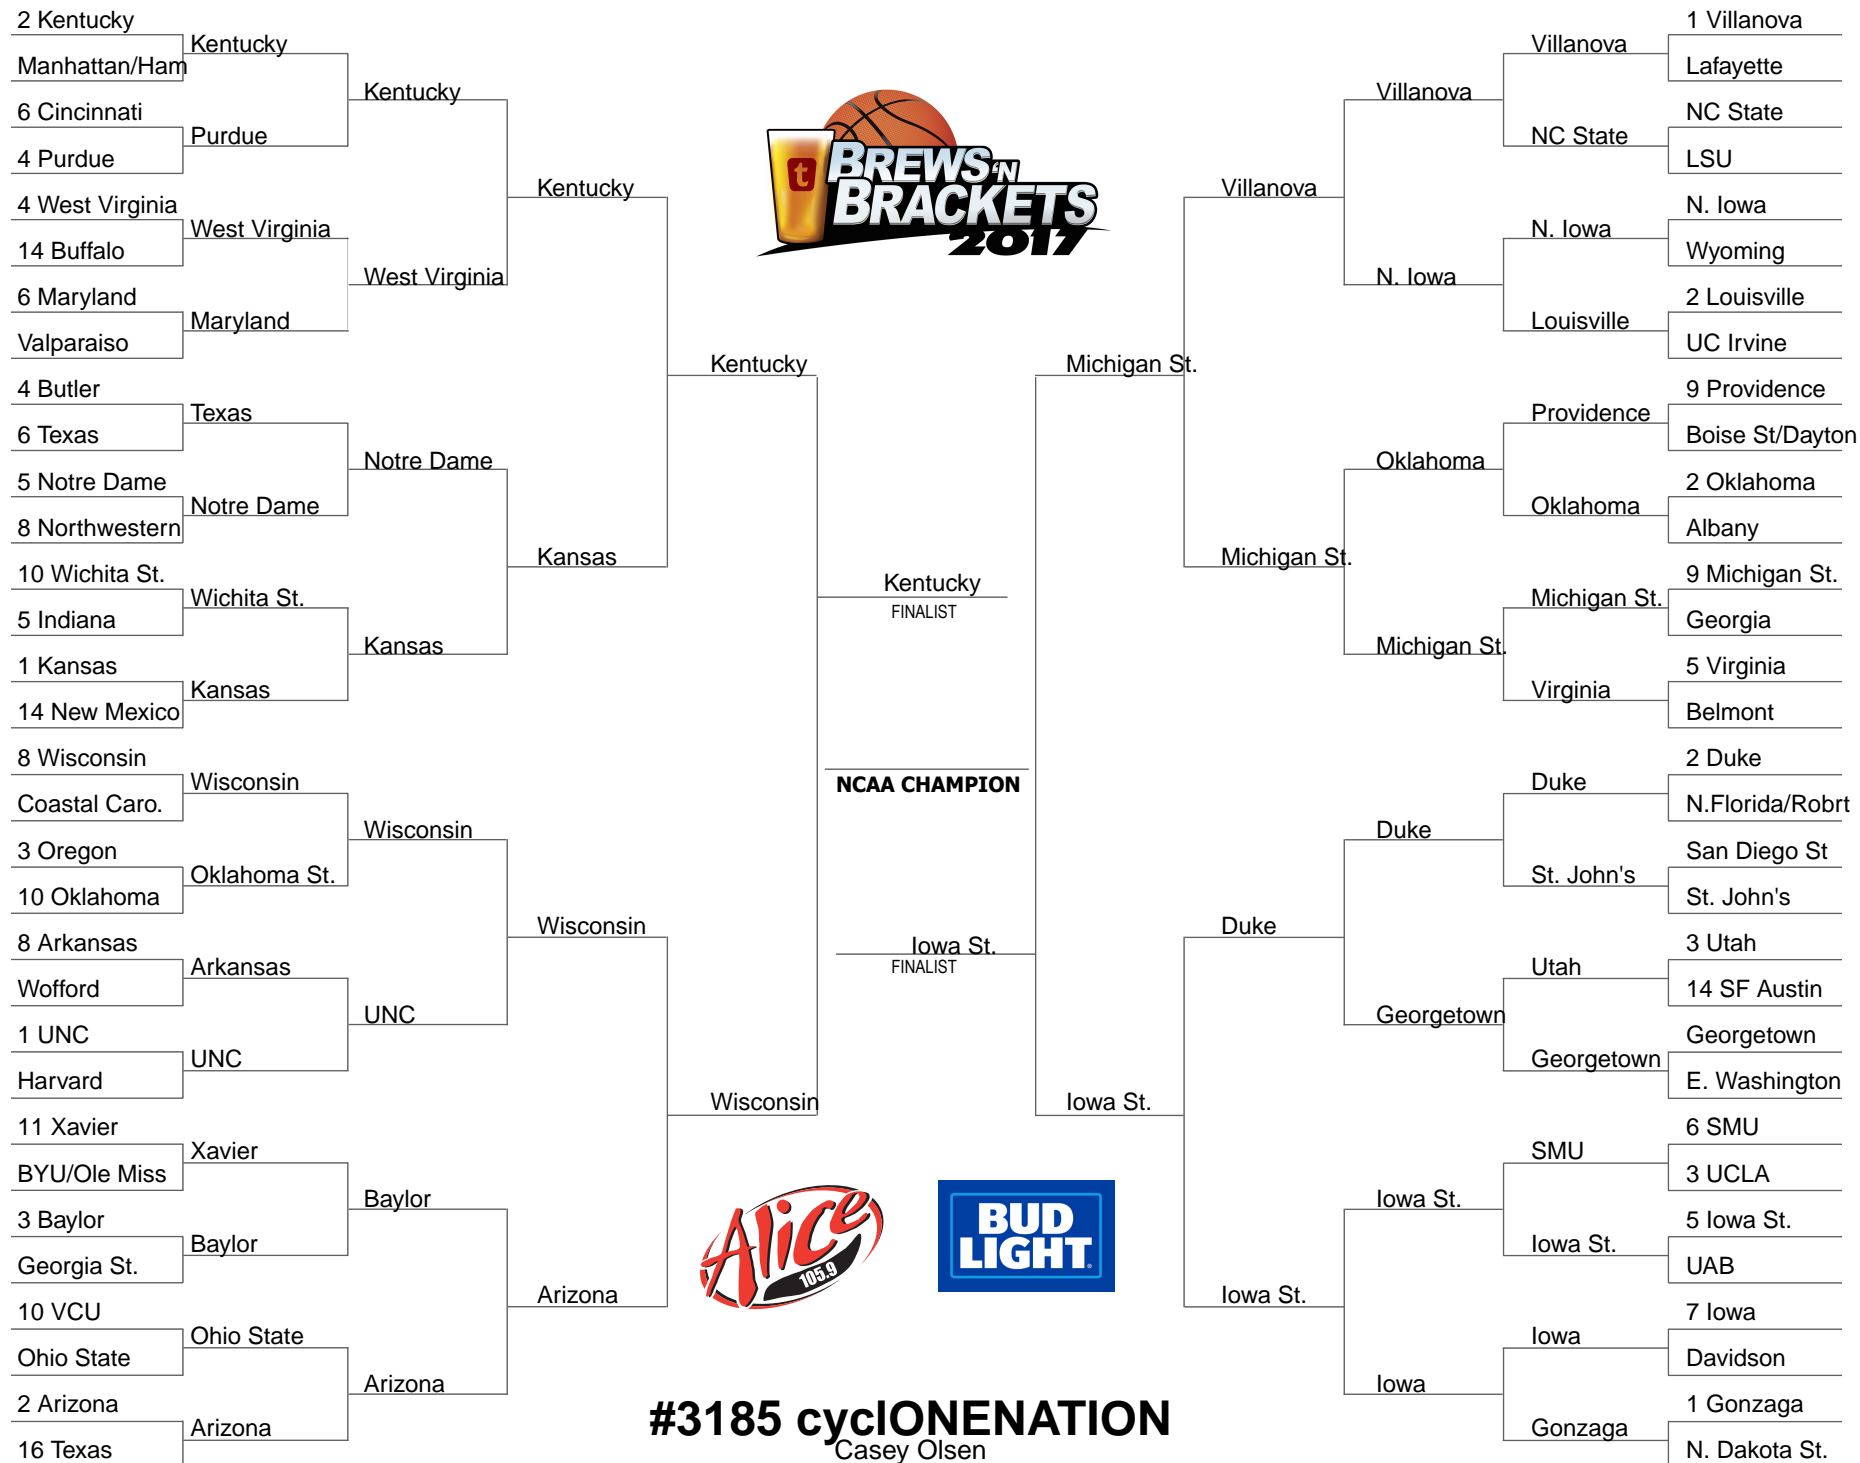 2 Kentucky
Manhattan/Ham
6 Cincinnati
4 Purdue
4 West Virginia
14 Buffalo
6 Maryland
Valparaiso
4 Butler
6 Texas
5 Notre Dame
8 Northwestern
10 Wichita St.
5 Indiana
1 Kansas
14 New Mexico
8 Wisconsin
Coastal Caro.
3 Oregon
10 Oklahoma
8 Arkansas
Wofford
1 UNC
Harvard
11 Xavier
BYU/Ole Miss
3 Baylor
Georgia St.
10 VCU
Ohio State
2 Arizona
16 Texas
Kentucky
Purdue
West Virginia
Maryland
Texas
Notre Dame
Wichita St.
Kansas
Wisconsin
Oklahoma St.
Arkansas
UNC
Xavier
Baylor
Ohio State
Arizona
Kentucky
West Virginia
Notre Dame
Kansas
Wisconsin
UNC
Baylor
Arizona
Kentucky
Kansas
Wisconsin
Arizona
Kentucky
Wisconsin
t
BREWS 'N
BRACKETS
2017
Kentucky
FINALIST
NCAA CHAMPION
Iowa St.
FINALIST
Alice
105.9
BUD
LIGHT
#3185 cyclONENATION
Casey Olsen
Michigan St.
Iowa St.
Villanova
Michigan St.
Duke
Iowa St.
Villanova
N. Iowa
Oklahoma
Michigan St.
Duke
Georgetown
Iowa St.
Iowa
Villanova
NC State
N. Iowa
Louisville
Providence
Oklahoma
Michigan St.
Virginia
Duke
St. John's
Utah
Georgetown
SMU
Iowa St.
Iowa
Gonzaga
1 Villanova
Lafayette
NC State
LSU
N. Iowa
Wyoming
2 Louisville
UC Irvine
9 Providence
Boise St/Dayton
2 Oklahoma
Albany
9 Michigan St.
Georgia
5 Virginia
Belmont
2 Duke
N.Florida/Robrt
San Diego St
St. John's
3 Utah
14 SF Austin
Georgetown
E. Washington
6 SMU
3 UCLA
5 Iowa St.
UAB
7 Iowa
Davidson
1 Gonzaga
N. Dakota St.